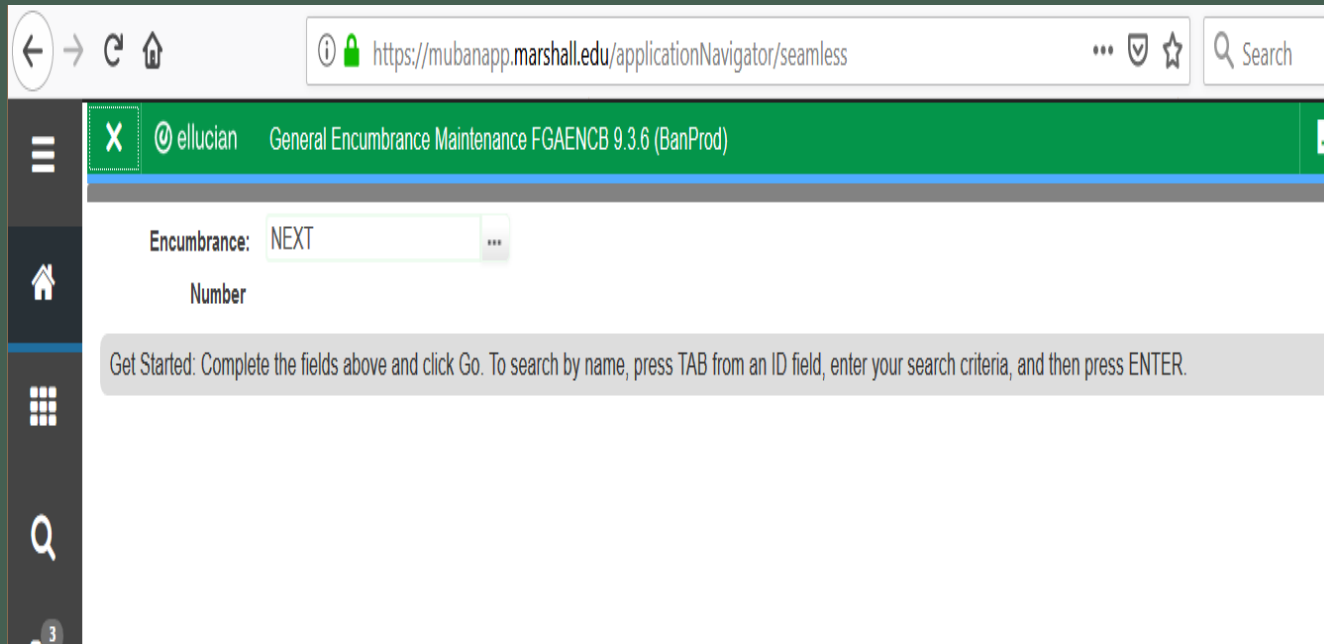 https://mubanapp.marshall.edu/applicationNavigator/seamless
Search
ellucian General Encumbrance Maintenance FGAENCB 9.3.6 (BanProd)
Encumbrance: NEXT
Number
Get Started: Complete the fields above and click Go. To search by name, press TAB from an ID field, enter your search criteria, and then press ENTER.
3